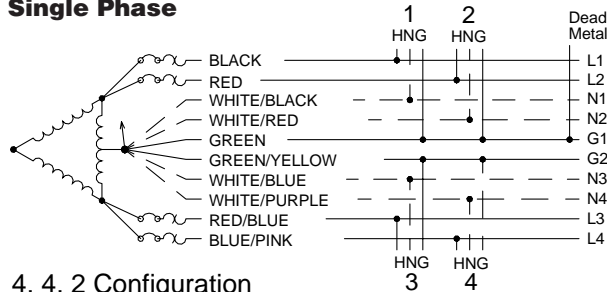 Single Phase
1 2 Dead
HNG HNG Metal
BLACK L1
RED L2
WHITE/BLACK N1
WHITE/RED N2
GREEN G1
GREEN/YELLOW G2
WHITE/BLUE N3
WHITE/PURPLE N4
RED/BLUE L3
BLUE/PINK L4
HNG HNG
3 4
4, 4, 2 Configuration